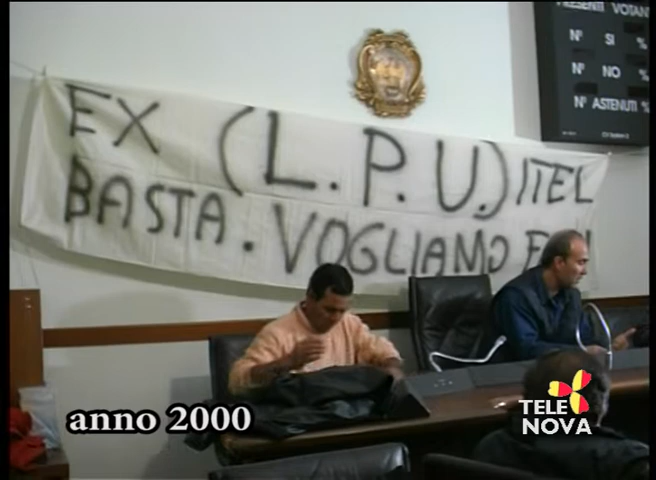 PRESENTI VOTANTI
N° SI %
N° NO %
N° ASTENUTI %
EX (L.P.U.) ITEL
BASTA. VOGLIAMO
anno 2000
TELE
NOVA